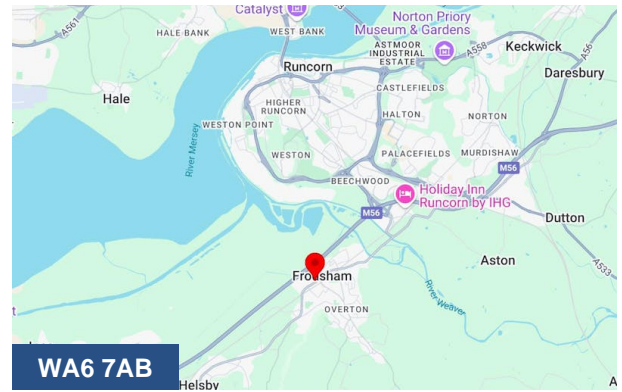 Catalyst
A561
HALE BANK
WEST BANK
Norton Priory
Museum & Gardens
ASTMOOR
INDUSTRIAL
ESTATE
A558
A56
Keckwick
Runcorn
Daresbury
Hale
CASTLEFIELDS
HIGHER
RUNCORN
WESTON POINT
HALTON
NORTON
River Mersey
WESTON
PALACEFIELDS
MURDISHAW
BEECHWOOD
M56
Holiday Inn
Runcorn by IHG
M56
Dutton
Aston
A533
Frodsham
River Weaver
OVERTON
WA6 7AB
Helsby